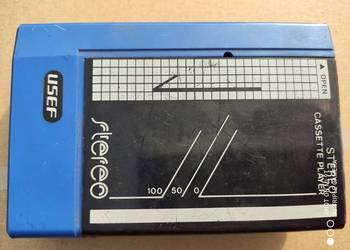 USEF
stereo
100 50 0
▲ OPEN
STEREO
CASSETTE PLAYER